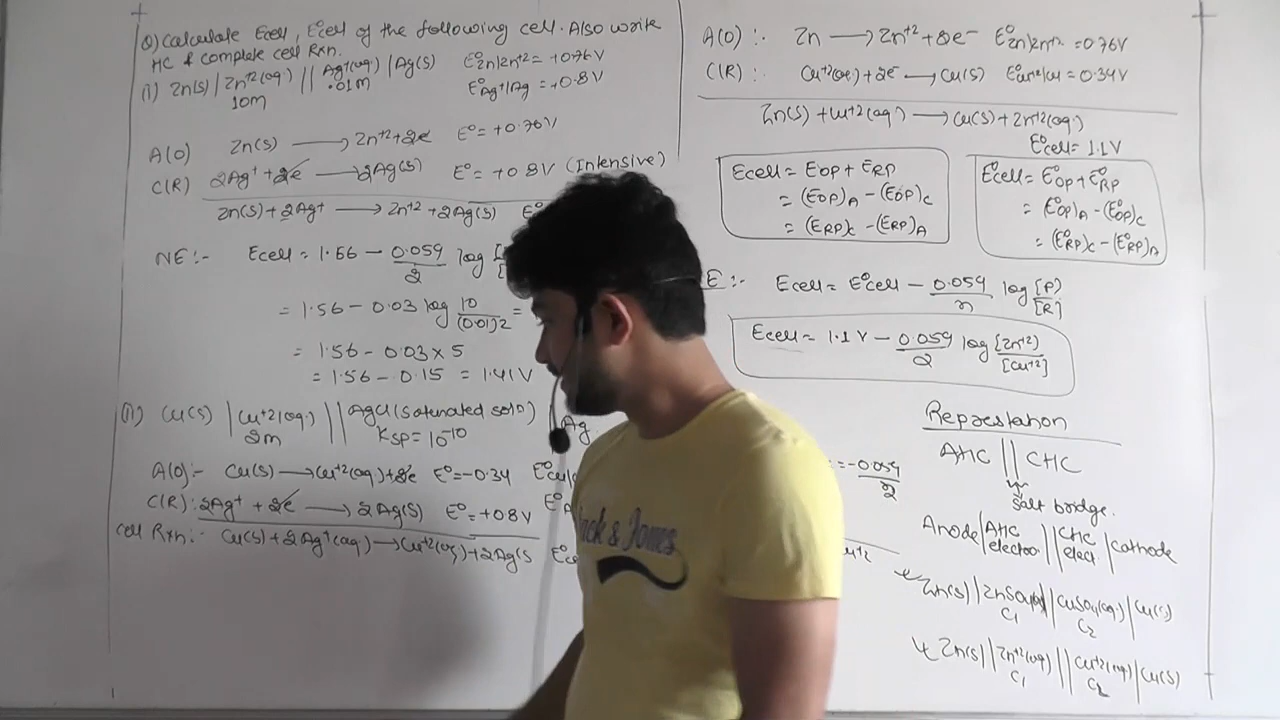 Q) Calculate Ecell, E°cell of the following cell. Also write
HC & complete cell Rxn.
(i) Zn(s) | Zn+2(aq) || Ag+(aq) | Ag(s) E°Zn|Zn+2 = +0.76V
10M .01M E°Ag+|Ag = +0.8V
A(O) Zn(s) ⟶ Zn+2 + 2e E° = +0.76V
C(R) 2Ag+ + 2e ⟶ 2Ag(s) E° = +0.8V (Intensive)
Zn(s) + 2Ag+ ⟶ Zn+2 + 2Ag(s) E°
NE:- Ecell = 1.56 - 0.059/2 log [
= 1.56 - 0.03 log 10/(0.01)2 =
= 1.56 - 0.03 x 5
= 1.56 - 0.15 = 1.41V
(ii) Cu(s) | Cu+2(aq) || AgCl (saturated soln) Ag.
2M Ksp = 10-10
A(O):- Cu(s) ⟶ Cu+2(aq) + 2e E° = -0.34 = -0.059/2
C(R): 2Ag+ + 2e ⟶ 2Ag(s) E° = +0.8V
Cell Rxn:- Cu(s) + 2Ag+(aq) ⟶ Cu+2(aq) + 2Ag(s
A(O):- Zn ⟶ Zn+2 + 2e- E°Zn|Zn+2 = 0.76V
C(R):- Cu+2(aq) + 2e- ⟶ Cu(s) E°Cu+2|Cu = 0.34V
Zn(s) + Cu+2(aq) ⟶ Cu(s) + Zn+2(aq)
E°cell = 1.1V
Ecell = EOP + ERP
= (EOP)A - (EOP)C
= (ERP)C - (ERP)A
E°cell = E°OP + E°RP
= (E°OP)A - (E°OP)C
= (E°RP)C - (E°RP)A
E:- Ecell = E°cell - 0.059/n log [P]/[R]
Ecell = 1.1V - 0.059/2 log [Zn+2]/[Cu+2]
Represtation
AHC || CHC
salt bridge.
Anode | AHC electro || CHC elect | Cathode
Zn(s) | ZnSO4(aq) || CuSO4(aq) | Cu(s)
C1 C2
Zn(s) | Zn+2(aq) || Cu+2(aq) | Cu(s)
C1 C2
ck & Jones